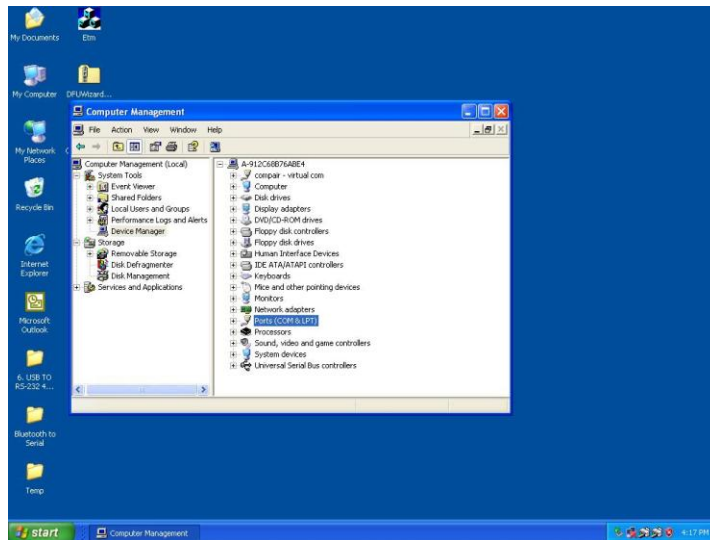 My Documents
Etm
My Computer
DFUWizard...
My Network
Places
Recycle Bin
Internet
Explorer
Microsoft
Outlook
6. USB TO
RS-232 4...
Bluetooth to
Serial
Temp
Computer Management
File Action View Window Help
Computer Management (Local)
System Tools
Event Viewer
Shared Folders
Local Users and Groups
Performance Logs and Alerts
Device Manager
Storage
Removable Storage
Disk Defragmenter
Disk Management
Services and Applications
A-912C68B76A8E4
compair - virtual com
Computer
Disk drives
Display adapters
DVD/CD-ROM drives
Floppy disk controllers
Floppy disk drives
Human Interface Devices
IDE ATA/ATAPI controllers
Keyboards
Mice and other pointing devices
Monitors
Network adapters
Ports (COM & LPT)
Processors
Sound, video and game controllers
System devices
Universal Serial Bus controllers
start
Computer Management
4:17 PM